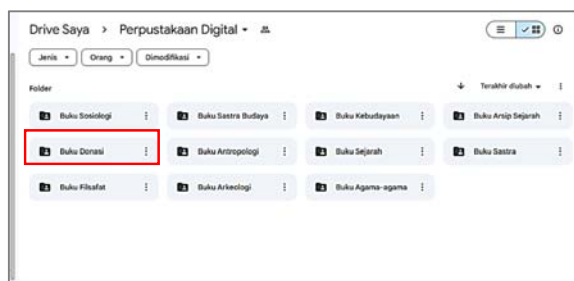 Drive Saya > Perpustakaan Digital
Jenis Orang Dimodifikasi
Folder Terakhir diubah
Buku Sosiologi Buku Sastra Budaya Buku Kebudayaan Buku Arsip Sejarah
Buku Donasi Buku Antropologi Buku Sejarah Buku Sastra
Buku Filsafat Buku Arkeologi Buku Agama-agama